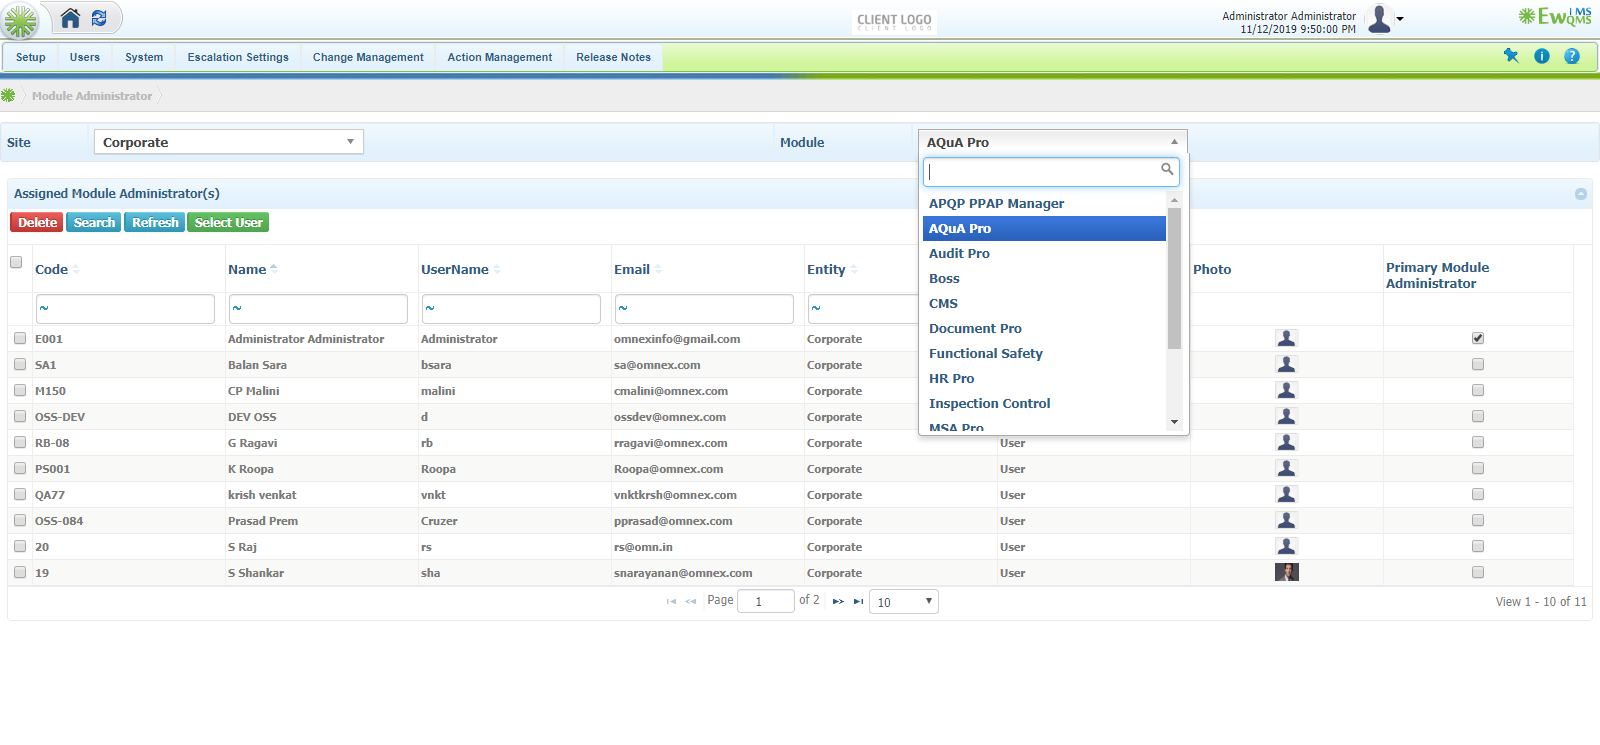 CLIENT LOGO
CLIENT LOGO
Administrator Administrator
11/12/2019 9:50:00 PM
EwIMS
QMS
Setup Users System Escalation Settings Change Management Action Management Release Notes
Module Administrator
Site Corporate Module AQuA Pro
APQP PPAP Manager
AQuA Pro
Audit Pro
Boss
CMS
Document Pro
Functional Safety
HR Pro
Inspection Control
MSA Pro
Assigned Module Administrator(s)
Delete Search Refresh Select User
Code Name UserName Email Entity Photo Primary Module Administrator
~ ~ ~ ~ ~
E001 Administrator Administrator Administrator omnexinfo@gmail.com Corporate
SA1 Balan Sara bsara sa@omnex.com Corporate
M150 CP Malini malini cmalini@omnex.com Corporate
OSS-DEV DEV OSS d ossdev@omnex.com Corporate
RB-08 G Ragavi rb rragavi@omnex.com Corporate User
PS001 K Roopa Roopa Roopa@omnex.com Corporate User
QA77 krish venkat vnkt vnktkrsh@omnex.com Corporate User
OSS-084 Prasad Prem Cruzer pprasad@omnex.com Corporate User
20 S Raj rs rs@omn.in Corporate User
19 S Shankar sha snarayanan@omnex.com Corporate User
Page 1 of 2 10 View 1 - 10 of 11